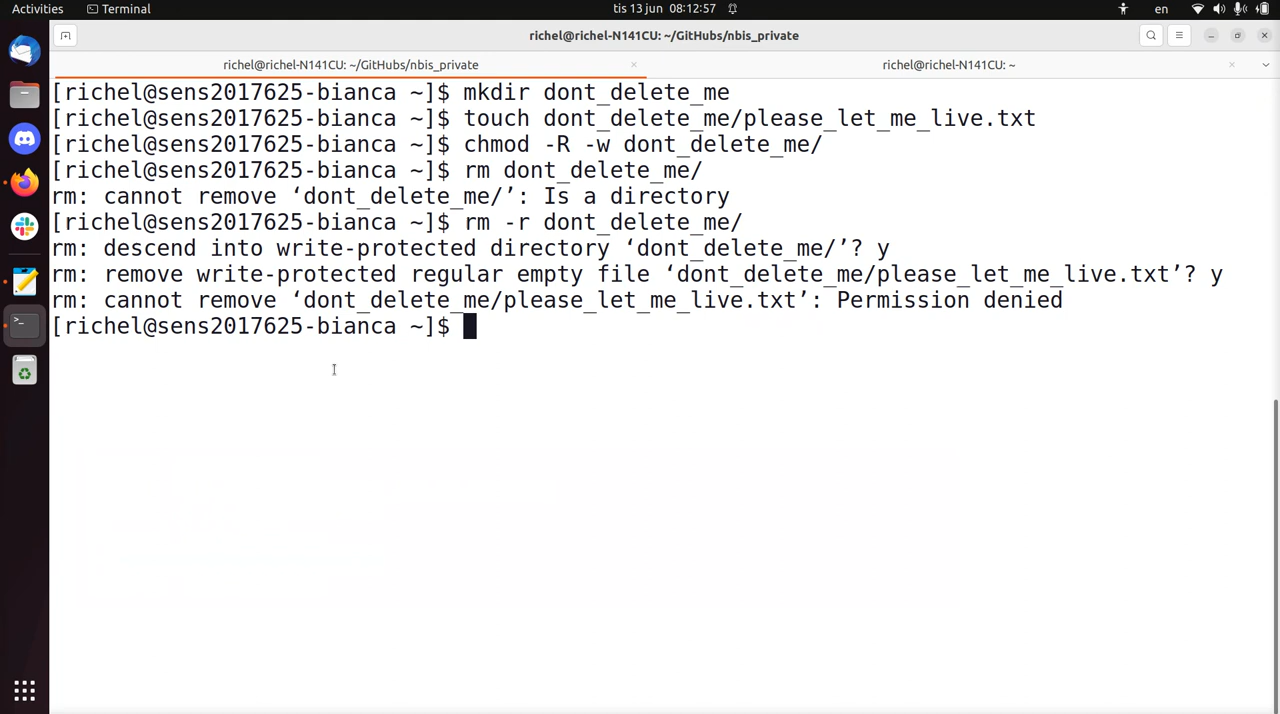 Activities
Terminal
tis 13 jun 08:12:57
en
richel@richel-N141CU: ~/GitHubs/nbis_private
richel@richel-N141CU: ~/GitHubs/nbis_private
richel@richel-N141CU: ~
[richel@sens2017625-bianca ~]$ mkdir dont_delete_me
[richel@sens2017625-bianca ~]$ touch dont_delete_me/please_let_me_live.txt
[richel@sens2017625-bianca ~]$ chmod -R -w dont_delete_me/
[richel@sens2017625-bianca ~]$ rm dont_delete_me/
rm: cannot remove ‘dont_delete_me/’: Is a directory
[richel@sens2017625-bianca ~]$ rm -r dont_delete_me/
rm: descend into write-protected directory ‘dont_delete_me/’? y
rm: remove write-protected regular empty file ‘dont_delete_me/please_let_me_live.txt’? y
rm: cannot remove ‘dont_delete_me/please_let_me_live.txt’: Permission denied
[richel@sens2017625-bianca ~]$